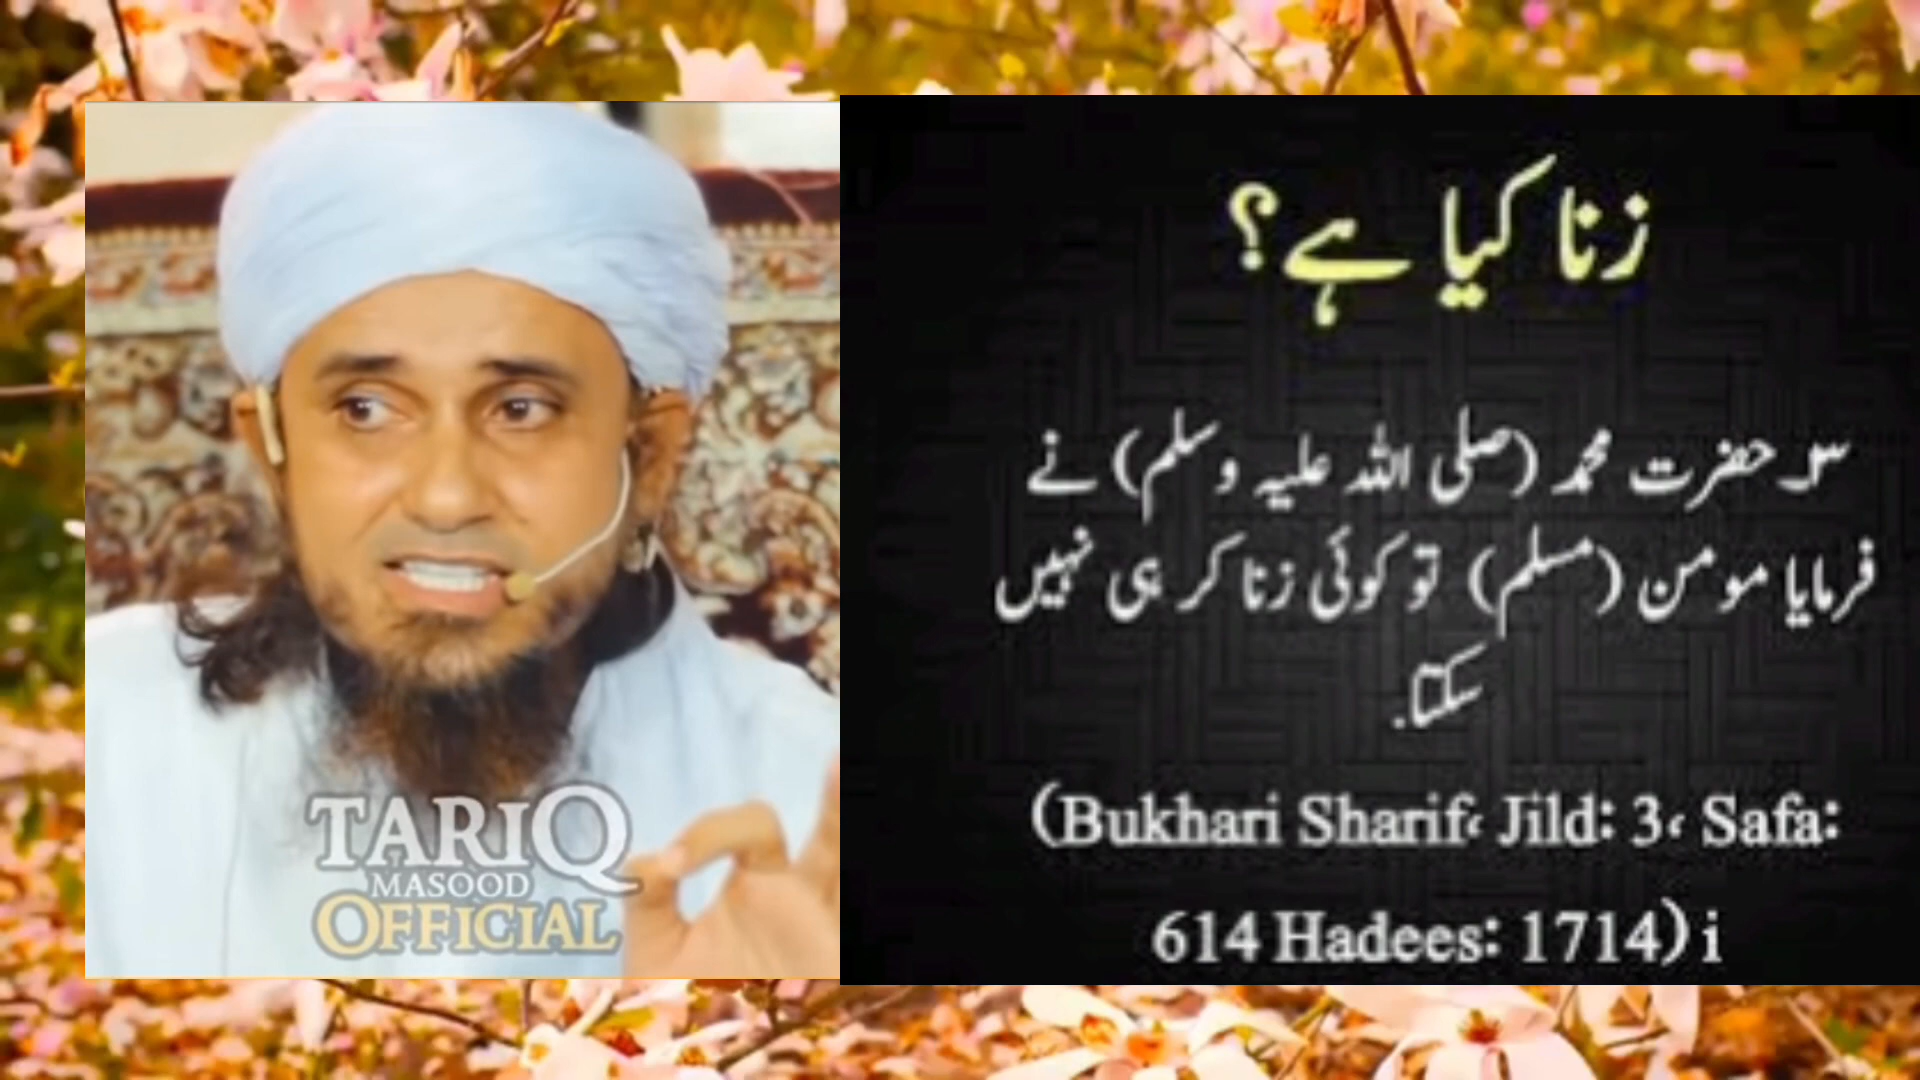 TARIQ
MASOOD
OFFICIAL
زنا کیا ہے؟
۳۔ حضرت محمد (صلی اللہ علیہ وسلم) نے
فرمایا مومن (مسلم) تو کوئی زنا کر ہی نہیں
سکتا.
(Bukhari Sharif، Jild: 3، Safa:
614 Hadees: 1714) i